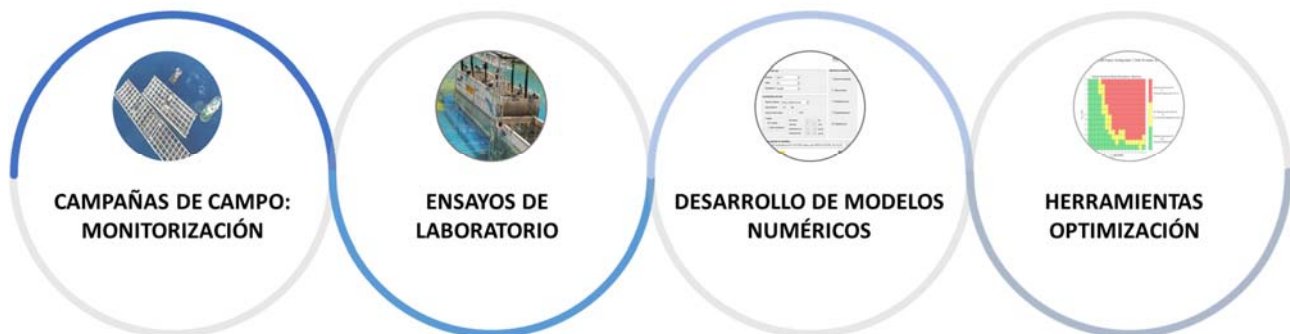 CAMPAÑAS DE CAMPO:
MONITORIZACIÓN
ENSAYOS DE
LABORATORIO
DESARROLLO DE MODELOS
NUMÉRICOS
HERRAMIENTAS
OPTIMIZACIÓN